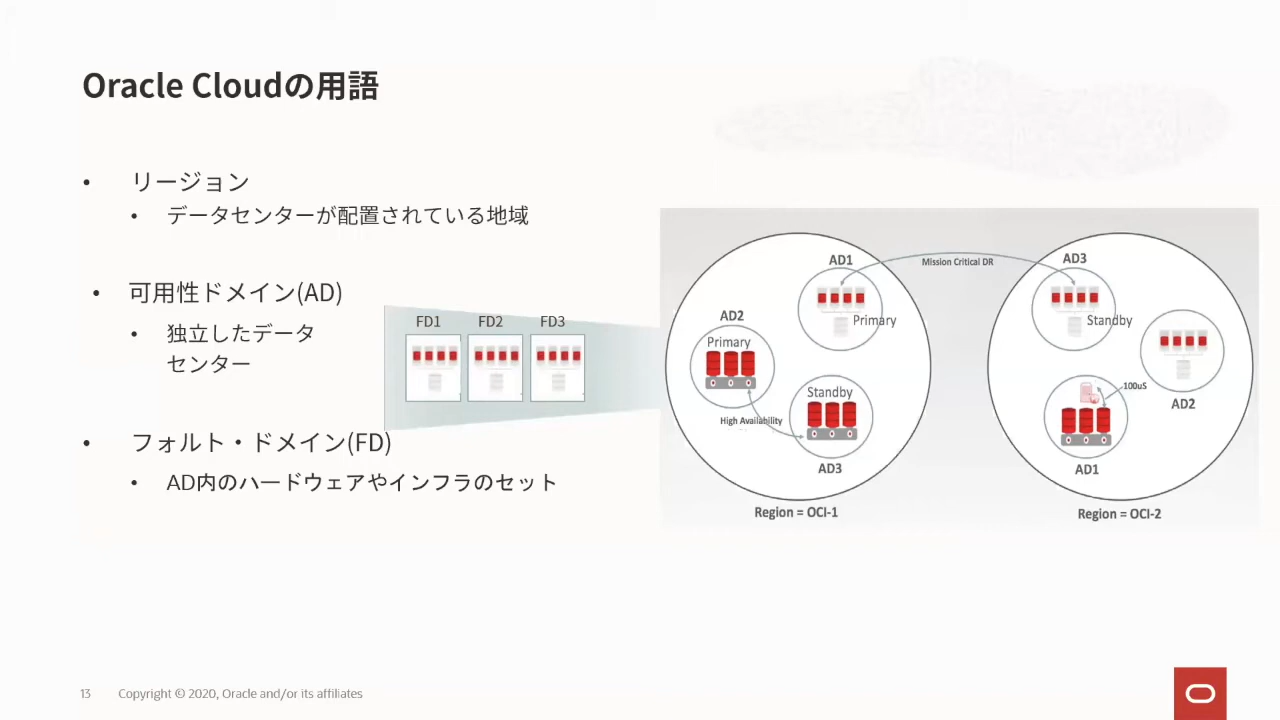 Oracle Cloudの用語
• リージョン
• データセンターが配置されている地域
• 可用性ドメイン(AD)
• 独立したデータ
センター
• フォルト・ドメイン(FD)
• AD内のハードウェアやインフラのセット
FD1 FD2 FD3
AD1
Primary
AD2
Primary
Standby
High Availability
AD3
Region = OCI-1
Mission Critical DR
AD3
Standby
AD2
100uS
AD1
Region = OCI-2
13 Copyright © 2020, Oracle and/or its affiliates